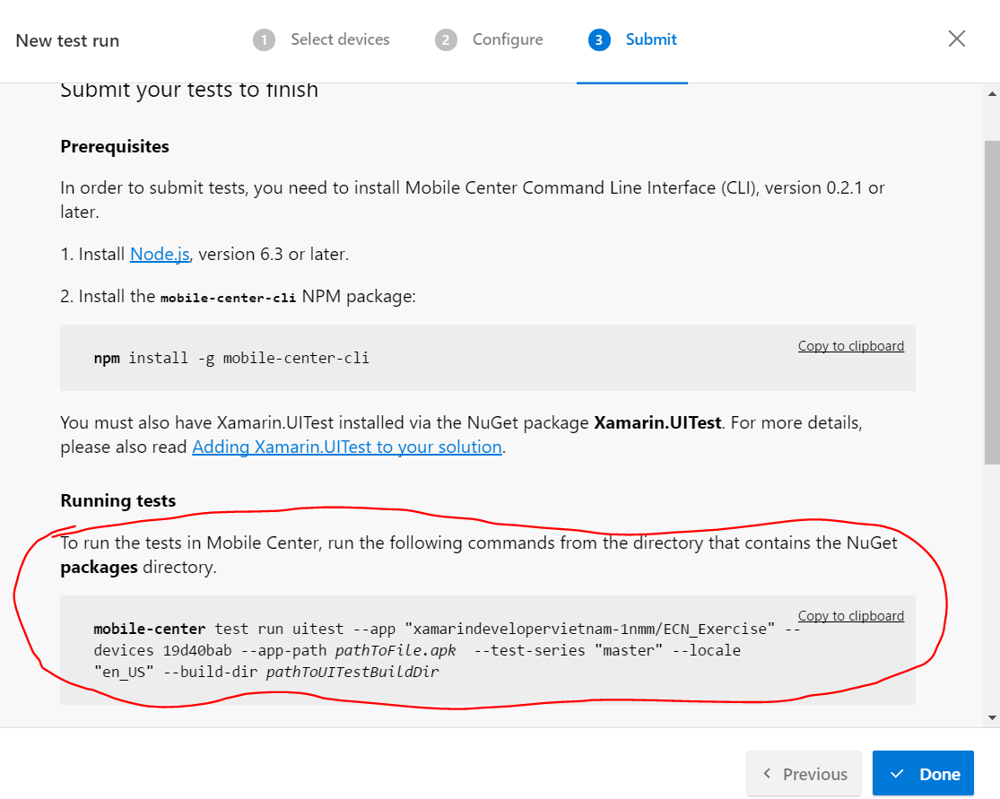 New test run
1 Select devices
2 Configure
3 Submit
Submit your tests to finish
Prerequisites
In order to submit tests, you need to install Mobile Center Command Line Interface (CLI), version 0.2.1 or
later.
1. Install Node.js, version 6.3 or later.
2. Install the mobile-center-cli NPM package:
Copy to clipboard
npm install -g mobile-center-cli
You must also have Xamarin.UITest installed via the NuGet package Xamarin.UITest. For more details,
please also read Adding Xamarin.UITest to your solution.
Running tests
To run the tests in Mobile Center, run the following commands from the directory that contains the NuGet
packages directory.
Copy to clipboard
mobile-center test run uitest --app "xamarindevelopervietnam-1nmm/ECN_Exercise" --
devices 19d40bab --app-path pathToFile.apk  --test-series "master" --locale
"en_US" --build-dir pathToUITestBuildDir
Previous
Done